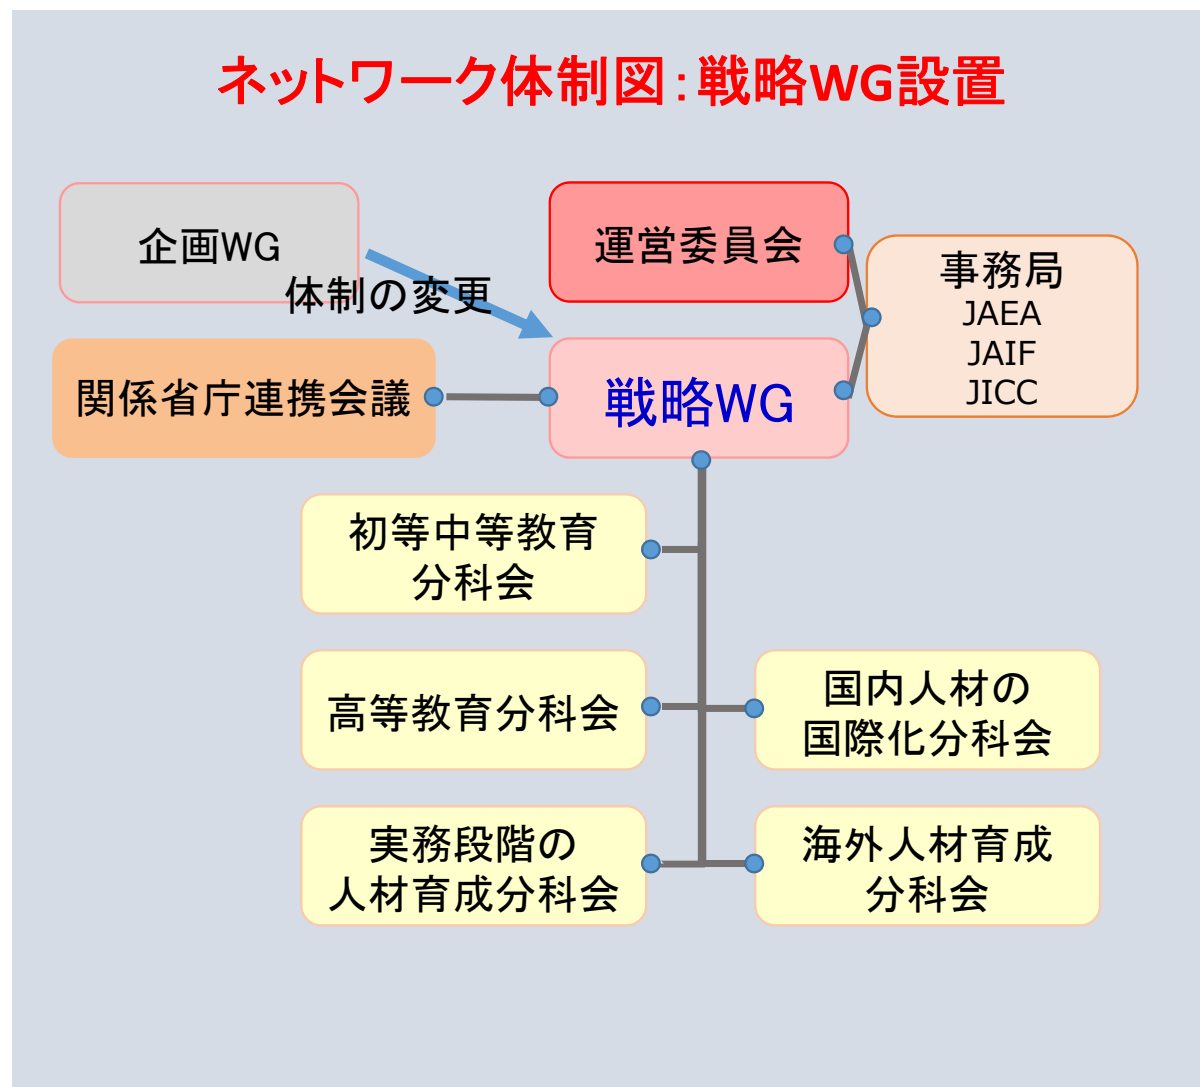 ネットワーク体制図：戦略WG設置
企画WG
運営委員会
事務局
JAEA
JAIF
JICC
体制の変更
関係省庁連携会議
戦略WG
初等中等教育
分科会
高等教育分科会
国内人材の
国際化分科会
実務段階の
人材育成分科会
海外人材育成
分科会